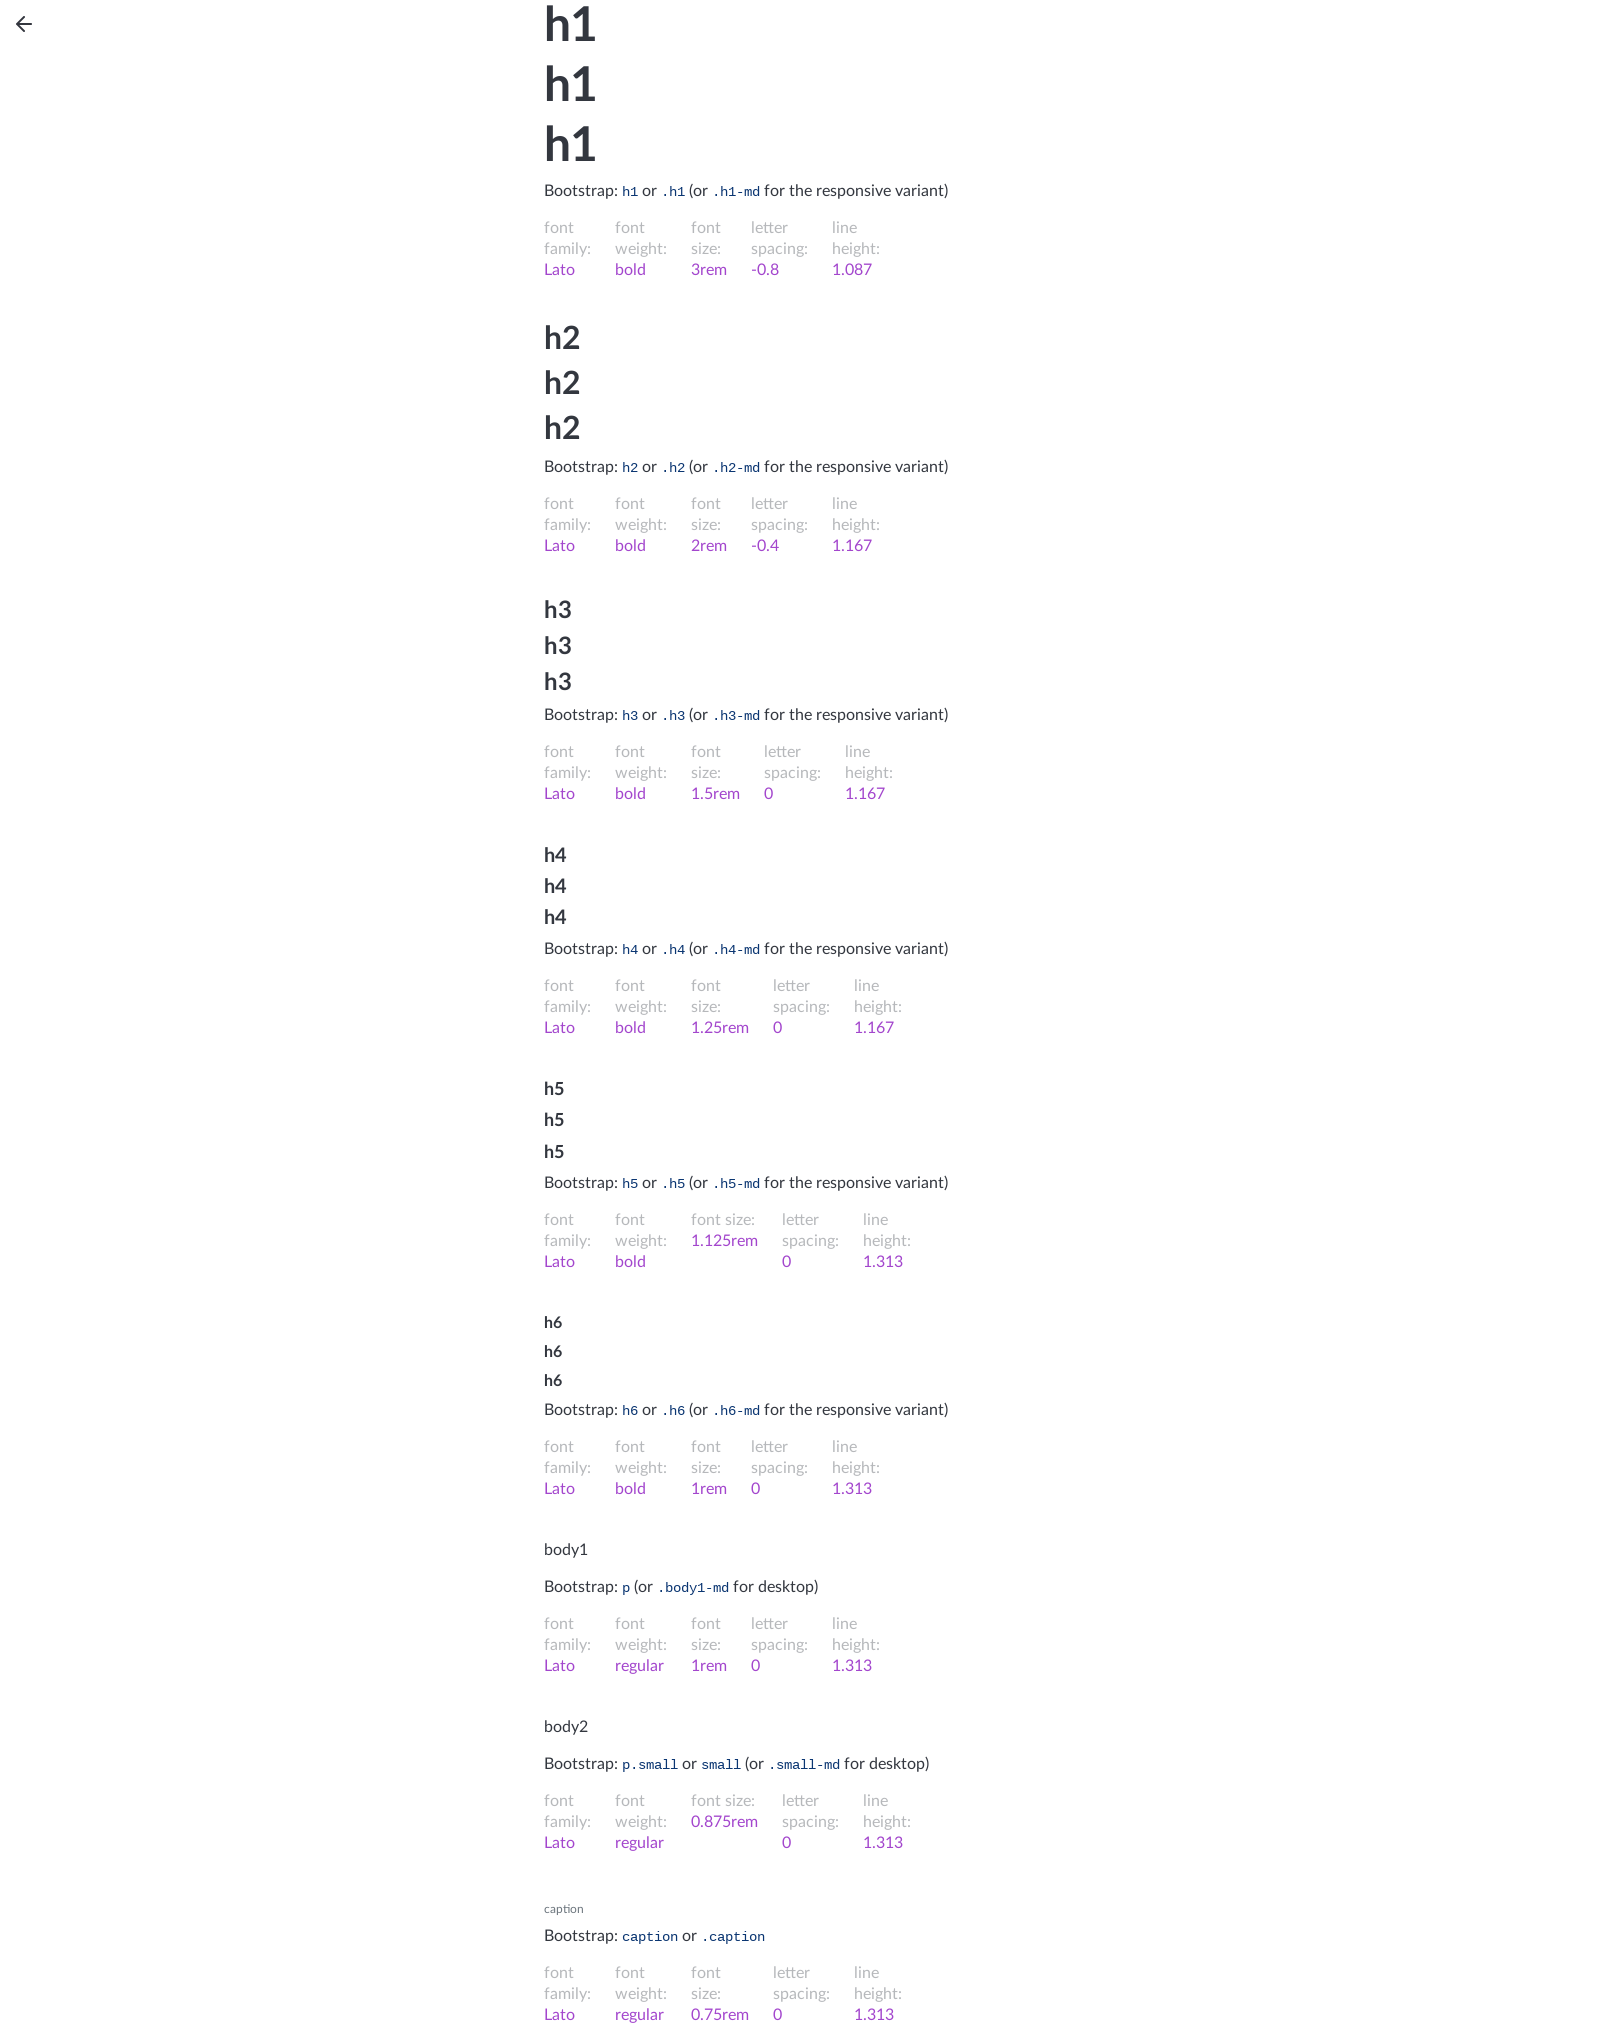 h1
h1
h1
Bootstrap: h1 or .h1 (or .h1-md for the responsive variant)
font font font letter line
family: weight: size: spacing: height:
Lato bold 3rem -0.8 1.087
h2
h2
h2
Bootstrap: h2 or .h2 (or .h2-md for the responsive variant)
font font font letter line
family: weight: size: spacing: height:
Lato bold 2rem -0.4 1.167
h3
h3
h3
Bootstrap: h3 or .h3 (or .h3-md for the responsive variant)
font font font letter line
family: weight: size: spacing: height:
Lato bold 1.5rem 0 1.167
h4
h4
h4
Bootstrap: h4 or .h4 (or .h4-md for the responsive variant)
font font font letter line
family: weight: size: spacing: height:
Lato bold 1.25rem 0 1.167
h5
h5
h5
Bootstrap: h5 or .h5 (or .h5-md for the responsive variant)
font font font size: letter line
family: weight: 1.125rem spacing: height:
Lato bold 0 1.313
h6
h6
h6
Bootstrap: h6 or .h6 (or .h6-md for the responsive variant)
font font font letter line
family: weight: size: spacing: height:
Lato bold 1rem 0 1.313
body1
Bootstrap: p (or .body1-md for desktop)
font font font letter line
family: weight: size: spacing: height:
Lato regular 1rem 0 1.313
body2
Bootstrap: p.small or small (or .small-md for desktop)
font font font size: letter line
family: weight: 0.875rem spacing: height:
Lato regular 0 1.313
caption
Bootstrap: caption or .caption
font font font letter line
family: weight: size: spacing: height:
Lato regular 0.75rem 0 1.313